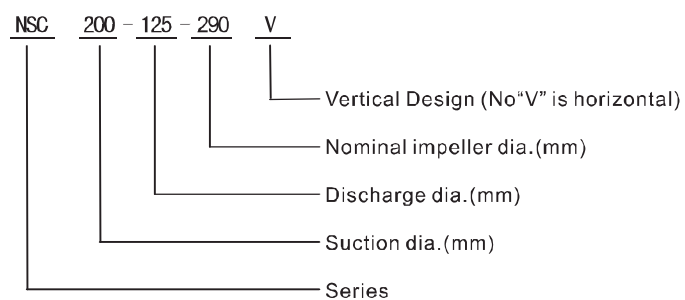 NSC 200-125-290 V
Vertical Design (No"V" is horizontal)
Nominal impeller dia.(mm)
Discharge dia.(mm)
Suction dia.(mm)
Series